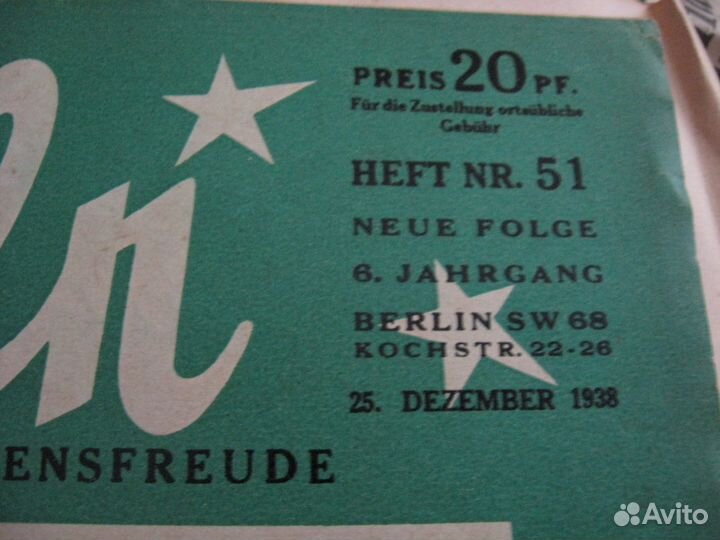 PREIS 20 PF.
Für die Zustellung ortsübliche
Gebühr
HEFT NR. 51
NEUE FOLGE
6. JAHRGANG
BERLIN SW 68
KOCHSTR. 22-26
25. DEZEMBER 1938
ln
ENSFREUDE
Avito